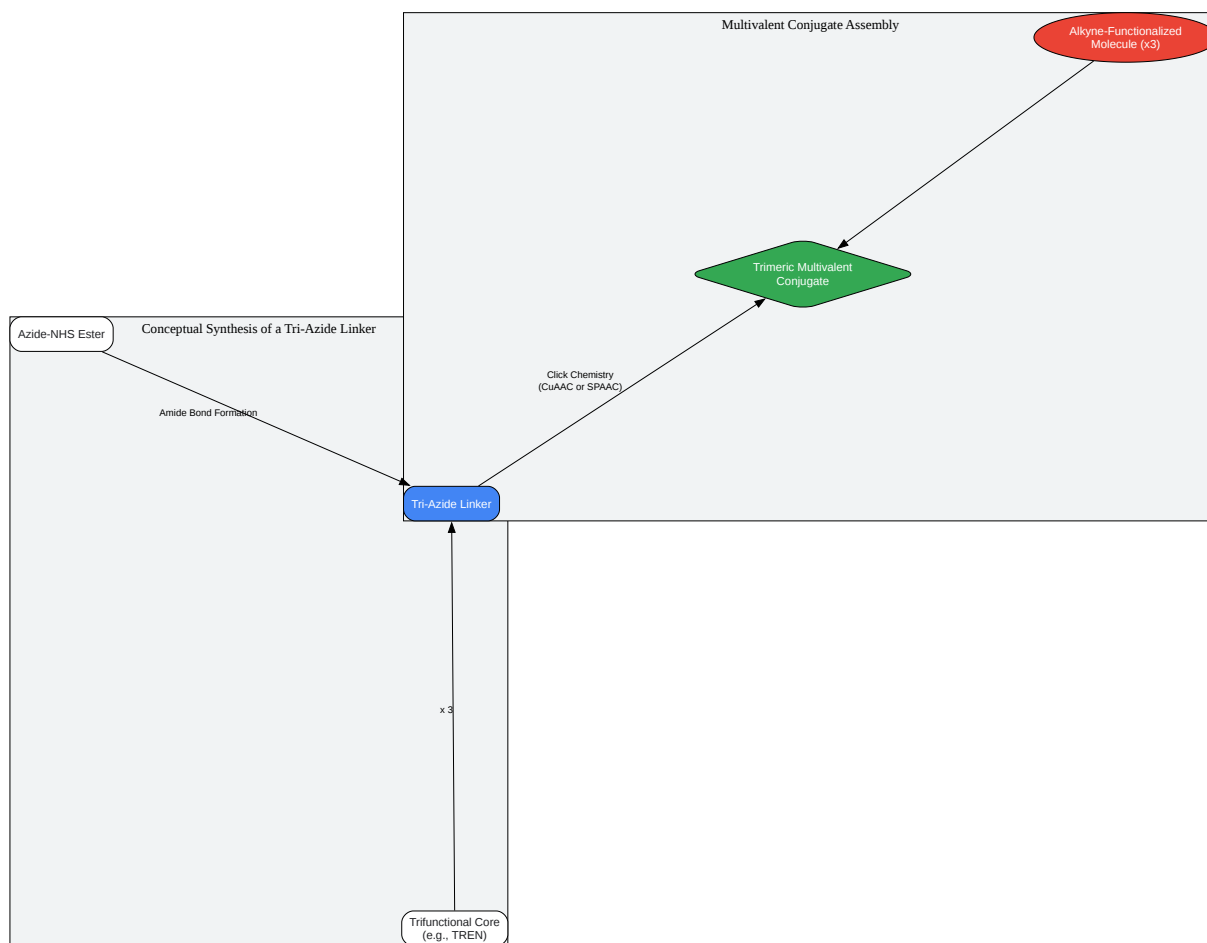 Multivalent Conjugate Assembly
Alkyne-Functionalized
Molecule (x3)
Trimeric Multivalent
Conjugate
Conceptual Synthesis of a Tri-Azide Linker
Azide-NHS Ester
Click Chemistry
(CuAAC or SPAAC)
Amide Bond Formation
Tri-Azide Linker
x 3
Trifunctional Core
(e.g., TREN)